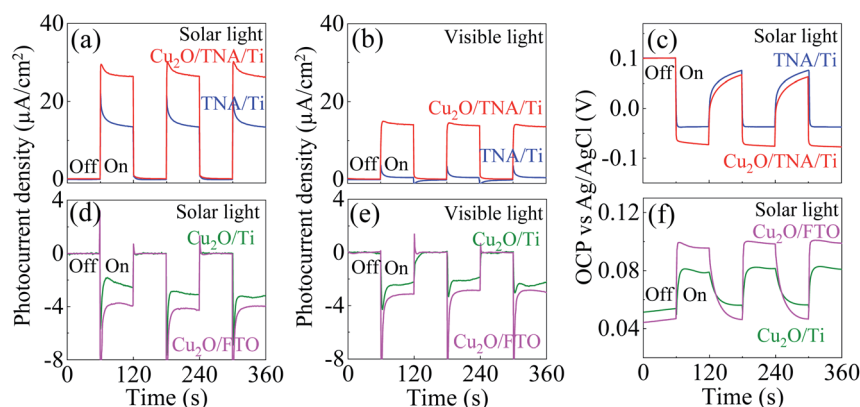 (a)
Solar light
Cu₂O/TNA/Ti
TNA/Ti
Off
On
40
20
0
Photocurrent density (μA/cm²)
(b)
Visible light
Cu₂O/TNA/Ti
TNA/Ti
Off
On
40
20
0
Photocurrent density (μA/cm²)
(c)
Solar light
TNA/Ti
Off
On
Cu₂O/TNA/Ti
0.1
0.0
-0.1
OCP vs Ag/AgCl (V)
(d)
Solar light
Cu₂O/Ti
Off
On
Cu₂O/FTO
4
0
-4
-8
0
120
240
360
Time (s)
(e)
Visible light
Cu₂O/Ti
Off
On
Cu₂O/FTO
4
0
-4
-8
0
120
240
360
Time (s)
(f)
Solar light
Cu₂O/FTO
Off
On
Cu₂O/Ti
0.12
0.08
0.04
0
120
240
360
Time (s)